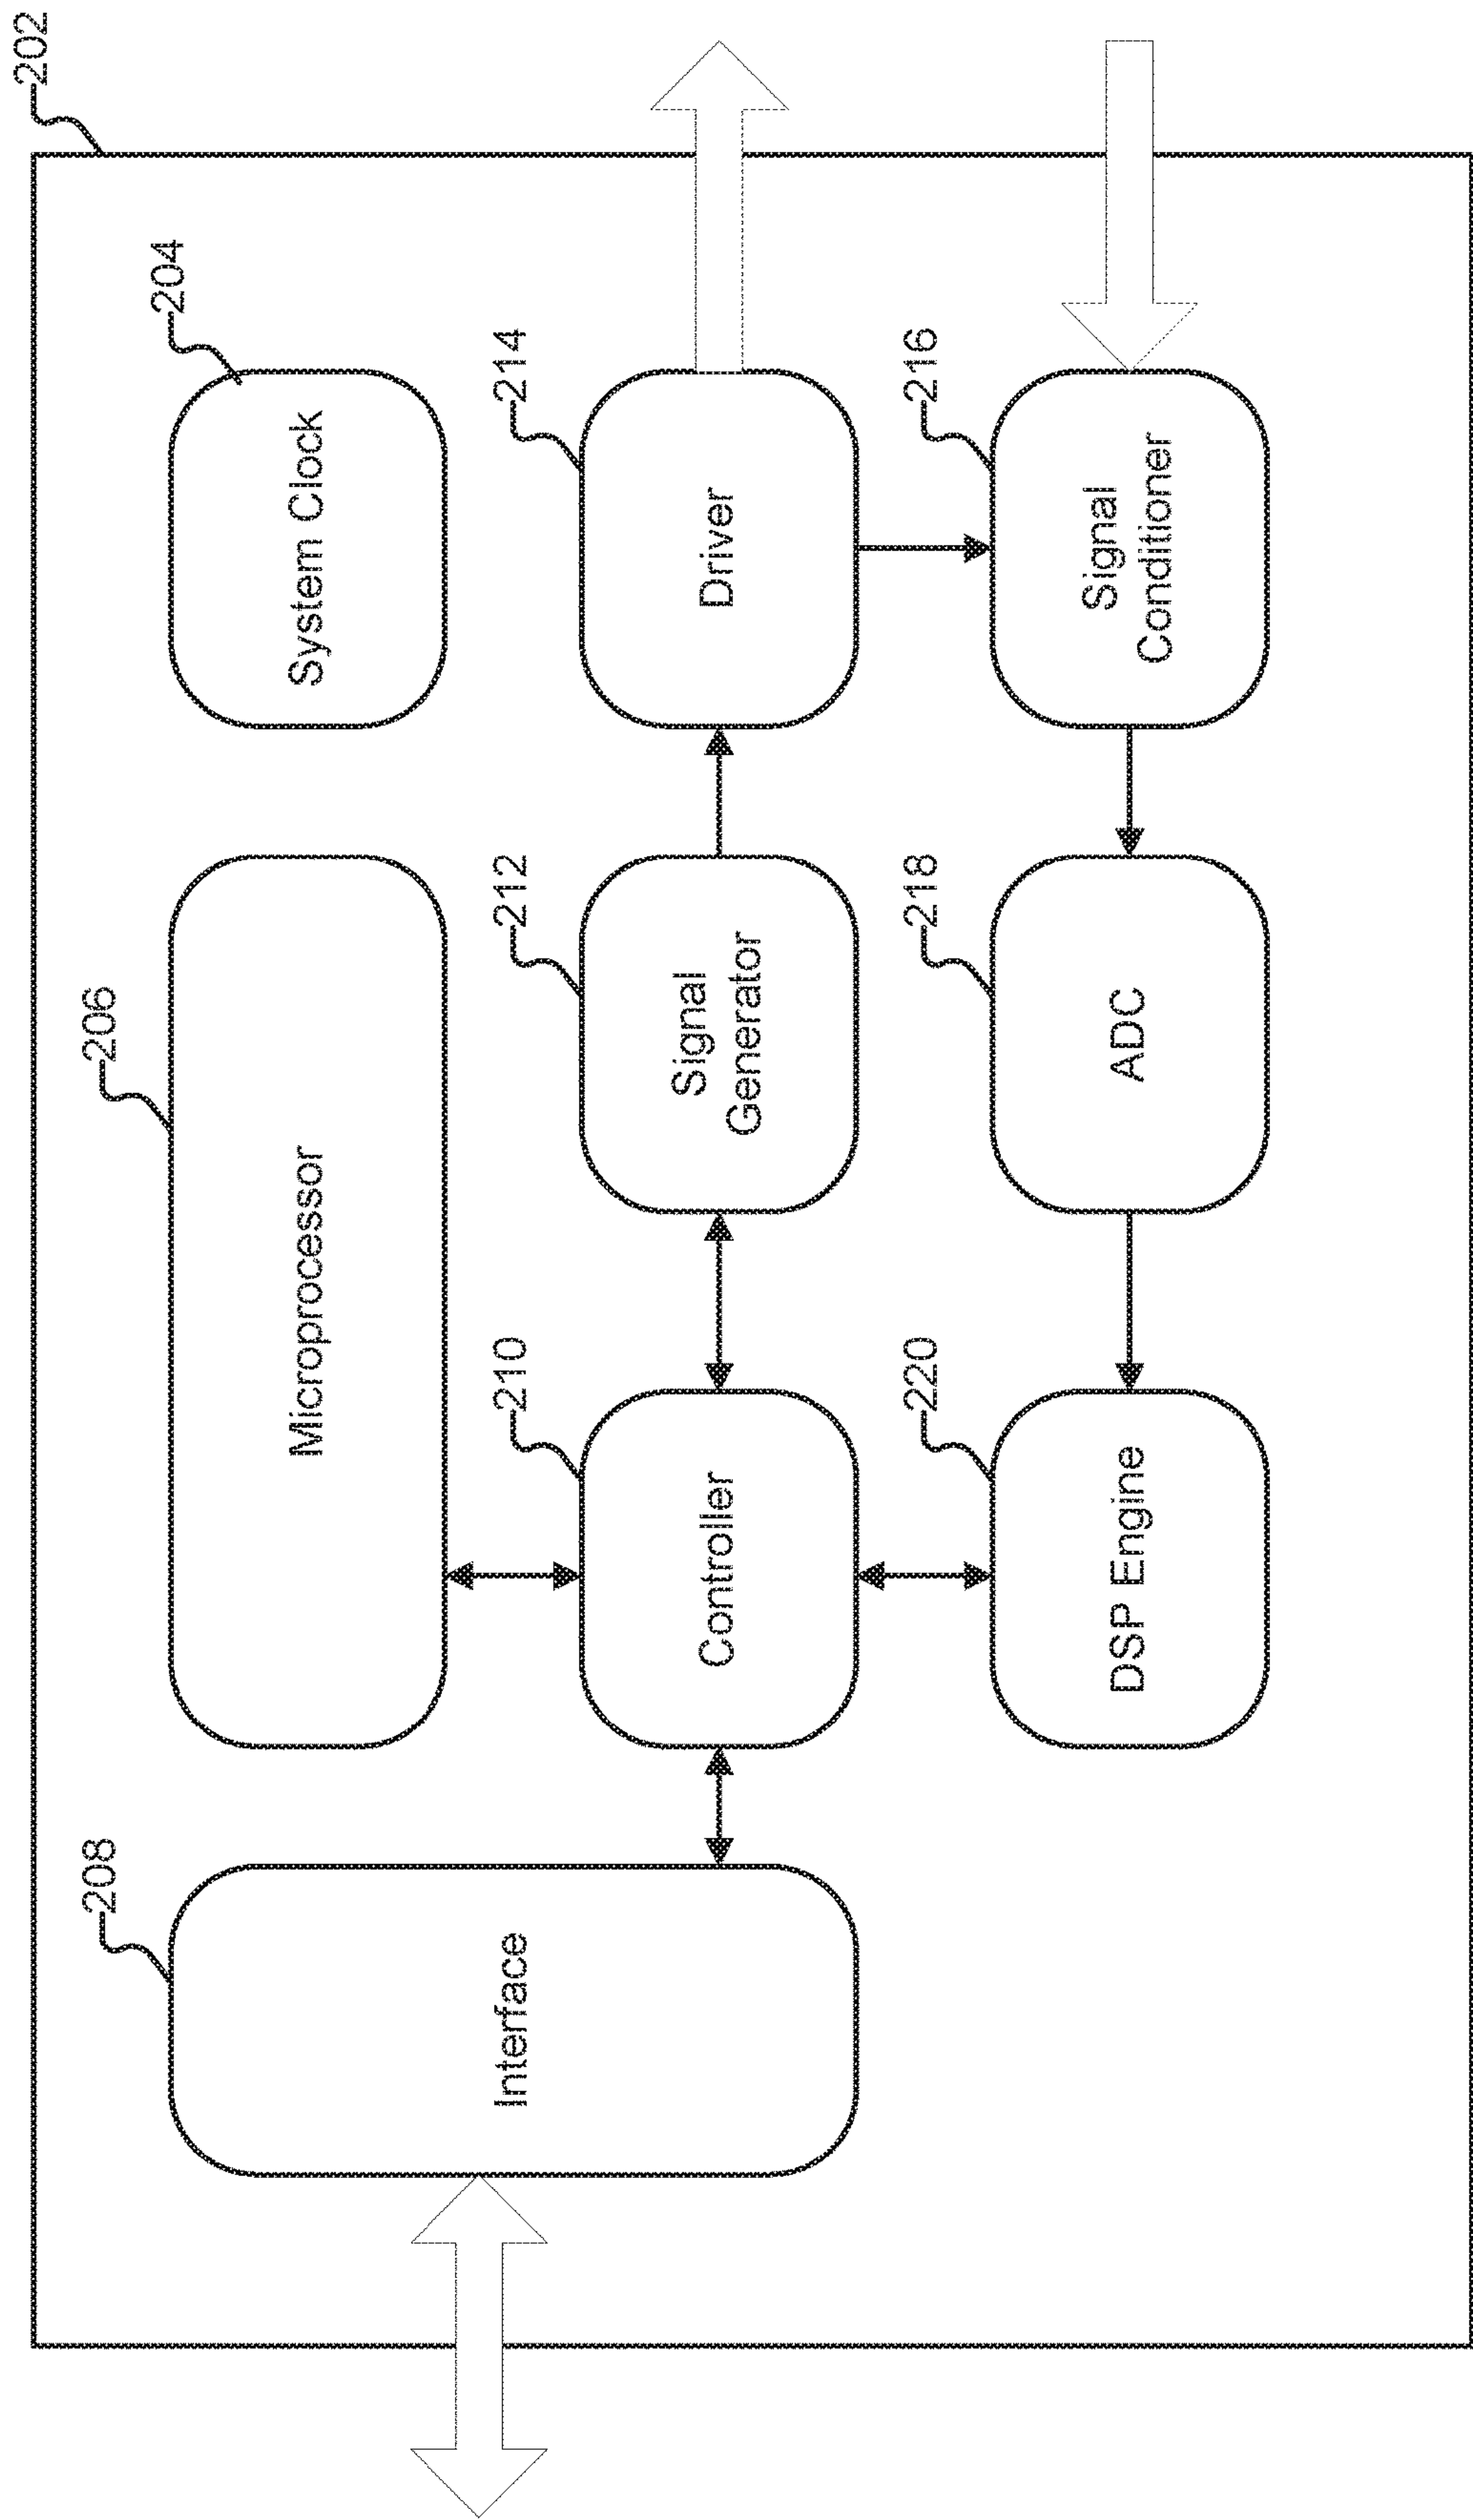 202
206
Microprocessor
204
System Clock
208
Interface
210
Controller
212
Signal
Generator
214
Driver
220
DSP Engine
218
ADC
216
Signal
Conditioner